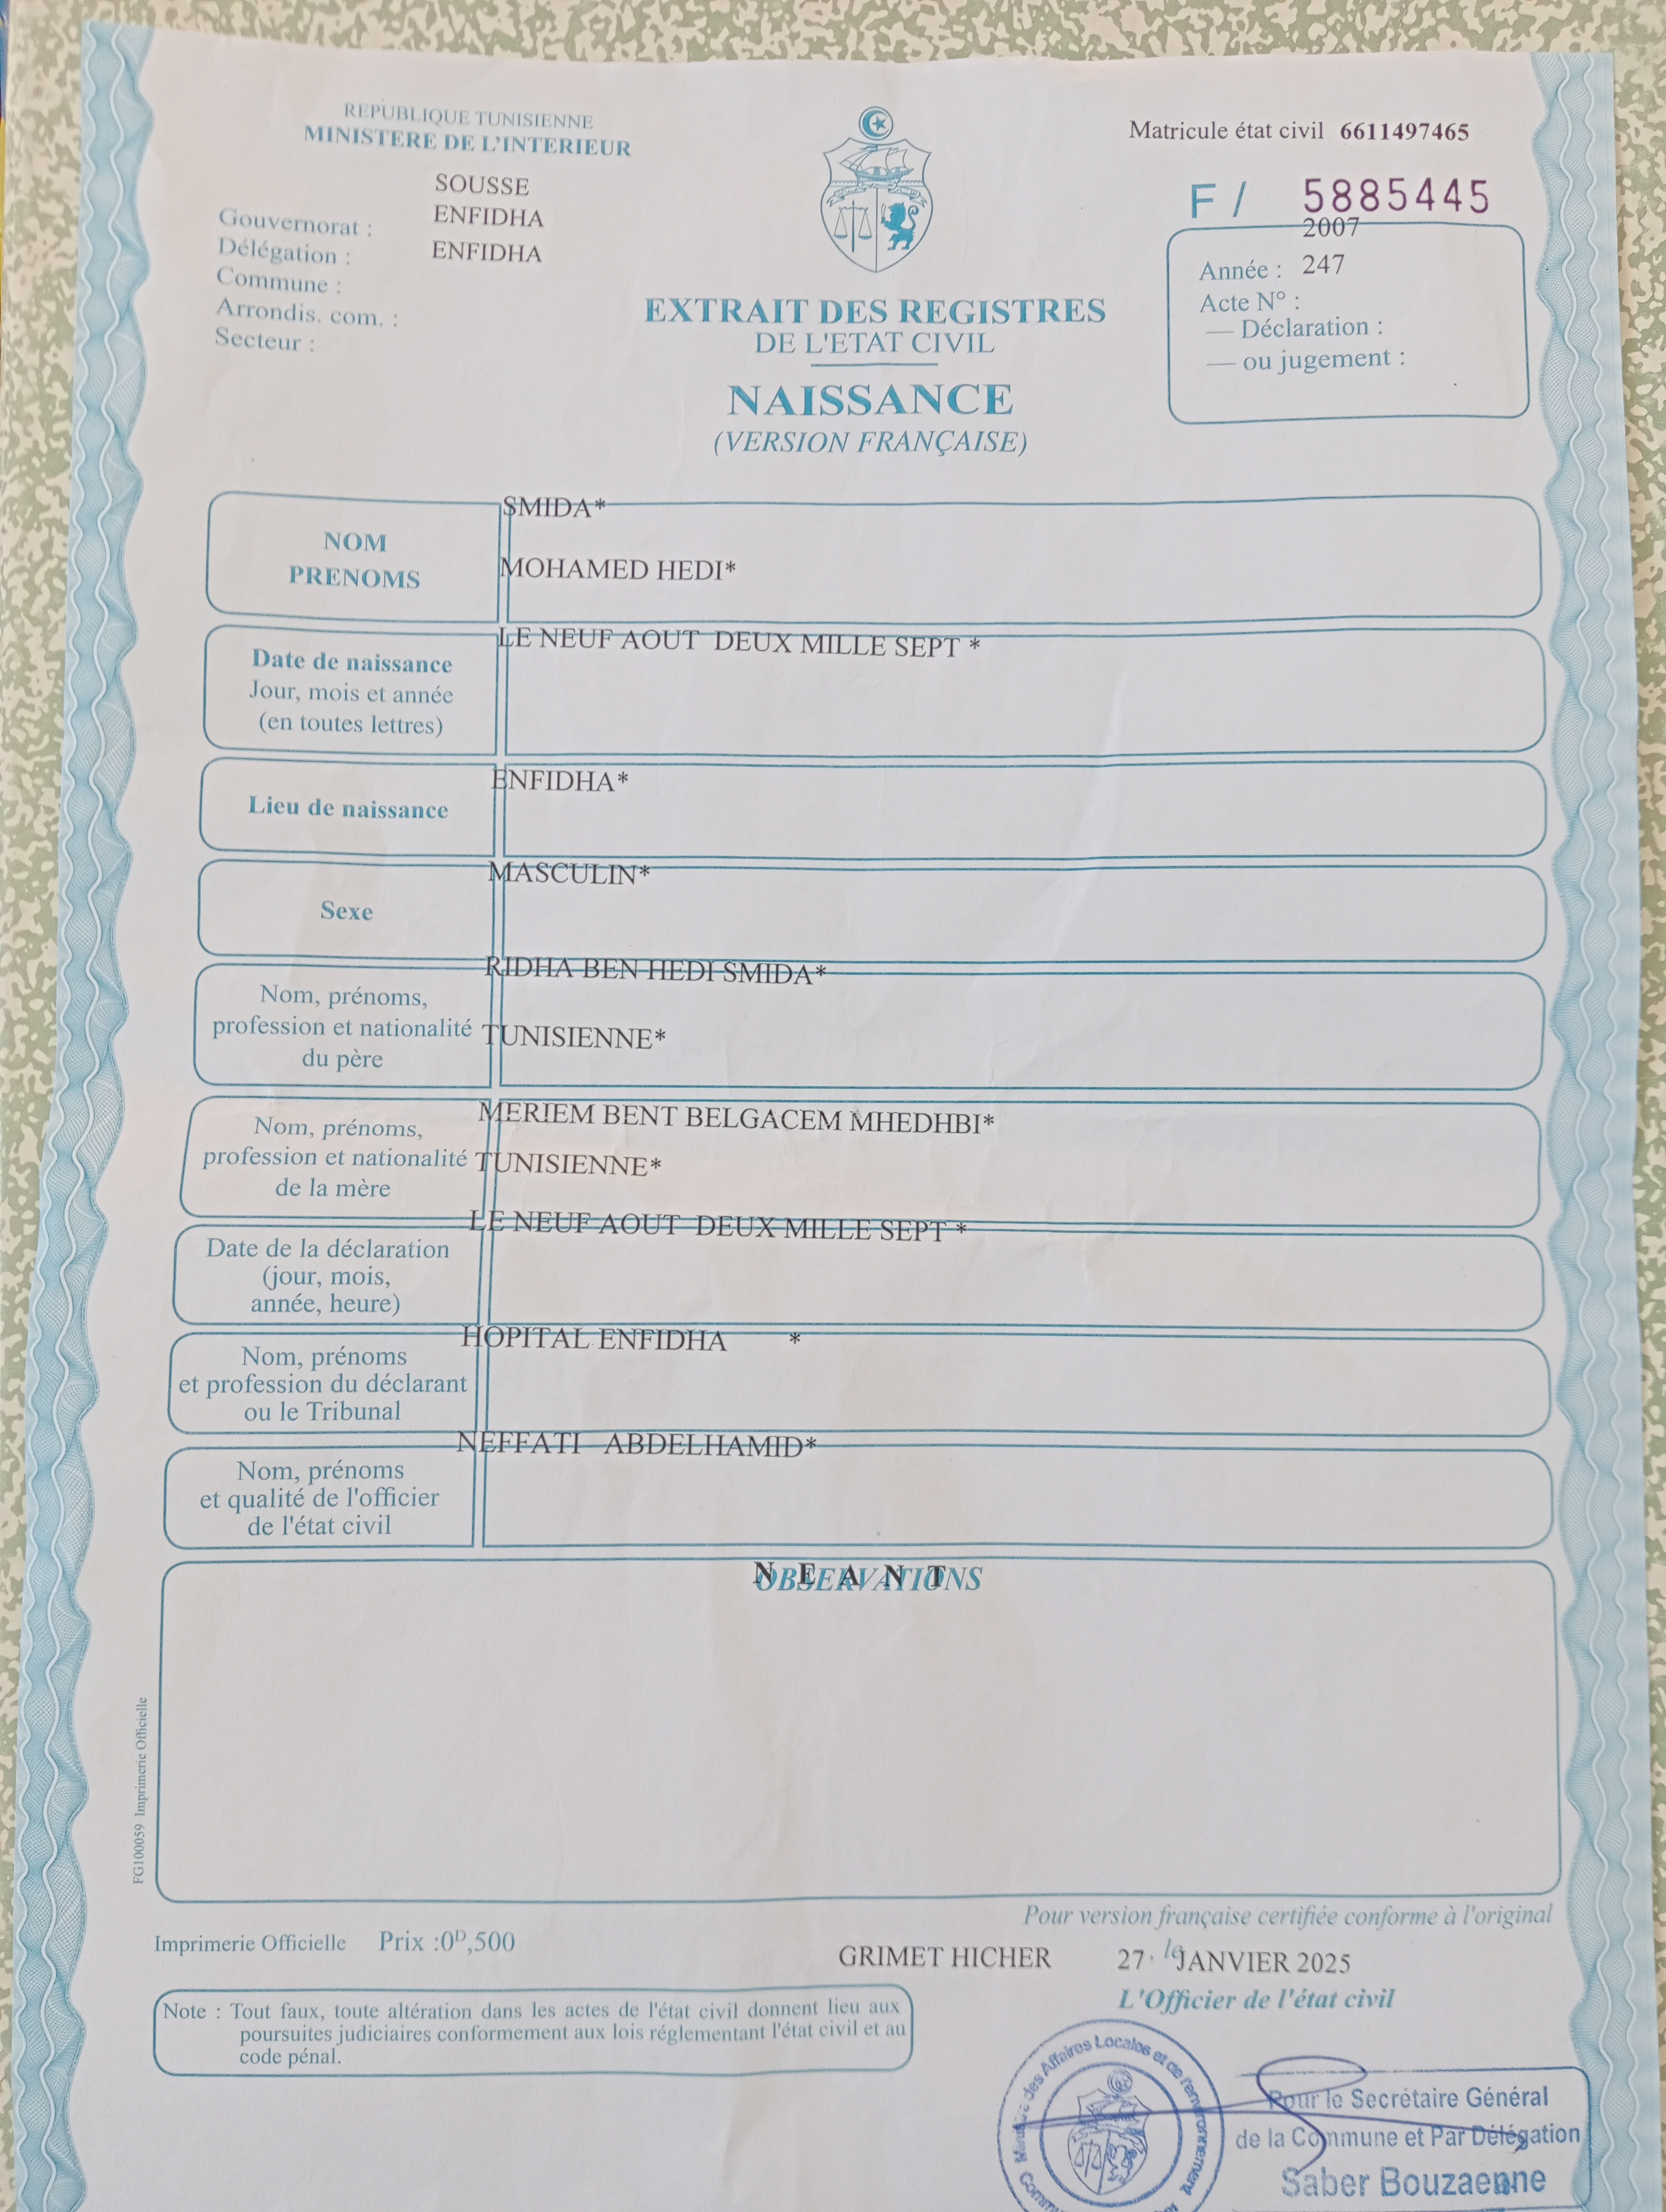 REPUBLIQUE TUNISIENNE
MINISTERE DE L'INTERIEUR
SOUSSE
Gouvernorat :
ENFIDHA
Délégation :
ENFIDHA
Commune :
Arrondis. com. :
Secteur :
Matricule état civil 6611497465
F / 5885445
2007
Année : 247
Acte N° :
— Déclaration :
— ou jugement :
EXTRAIT DES REGISTRES
DE L'ETAT CIVIL
NAISSANCE
(VERSION FRANÇAISE)
NOM
PRENOMS
SMIDA*
MOHAMED HEDI*
Date de naissance
Jour, mois et année
(en toutes lettres)
LE NEUF AOUT DEUX MILLE SEPT *
Lieu de naissance
ENFIDHA*
Sexe
MASCULIN*
Nom, prénoms,
profession et nationalité
du père
RIDHA BEN HEDI SMIDA*
TUNISIENNE*
Nom, prénoms,
profession et nationalité
de la mère
MERIEM BENT BELGACEM MHEDHBI*
TUNISIENNE*
Date de la déclaration
(jour, mois,
année, heure)
LE NEUF AOUT DEUX MILLE SEPT *
Nom, prénoms
et profession du déclarant
ou le Tribunal
HOPITAL ENFIDHA *
Nom, prénoms
et qualité de l'officier
de l'état civil
NEFFATI ABDELHAMID*
OBSERVATIONS
N E A N T
FG100059 Imprimerie Officielle
Pour version française certifiée conforme à l'original
Imprimerie Officielle Prix :0ᴰ,500
GRIMET HICHER 27 le JANVIER 2025
L'Officier de l'état civil
Note : Tout faux, toute altération dans les actes de l'état civil donnent lieu aux
poursuites judiciaires conformement aux lois réglementant l'état civil et au
code pénal.
des Affaires Locales et de l'environnement
Pour le Secrétaire Général
de la Commune et Par Délégation
Saber Bouzaenne